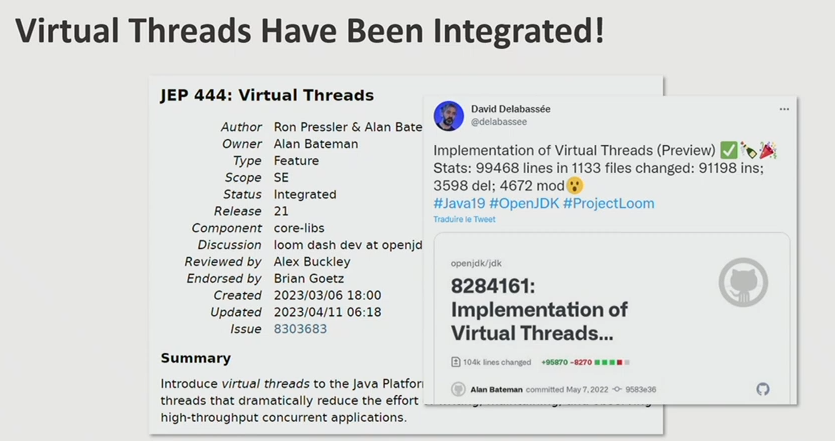 Virtual Threads Have Been Integrated!
JEP 444: Virtual Threads
Author Ron Pressler & Alan Bate
Owner Alan Bateman
Type Feature
Scope SE
Status Integrated
Release 21
Component core-libs
Discussion loom dash dev at openjd
Reviewed by Alex Buckley
Endorsed by Brian Goetz
Created 2023/03/06 18:00
Updated 2023/04/11 06:18
Issue 8303683
Summary
Introduce virtual threads to the Java Platfor
threads that dramatically reduce the effort
high-throughput concurrent applications.
David Delabassée
@delabassee
Implementation of Virtual Threads (Preview) ✅🍾🎉
Stats: 99468 lines in 1133 files changed: 91198 ins;
3598 del; 4672 mod😮
#Java19 #OpenJDK #ProjectLoom
Traduire le Tweet
openjdk/jdk
8284161:
Implementation of
Virtual Threads...
104k lines changed +95870 -8270
Alan Bateman committed May 7, 2022 9583e36